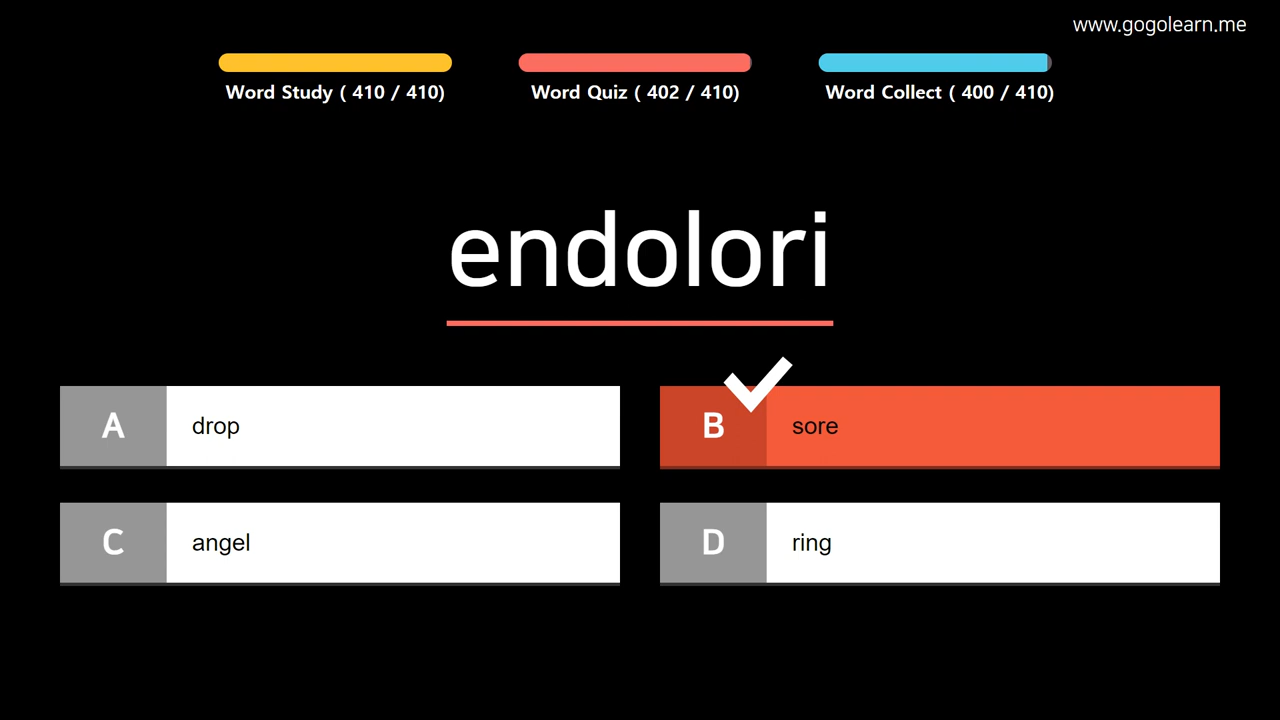 www.gogolearn.me
Word Study ( 410 / 410)
Word Quiz ( 402 / 410)
Word Collect ( 400 / 410)
endolori
A drop
B sore
C angel
D ring